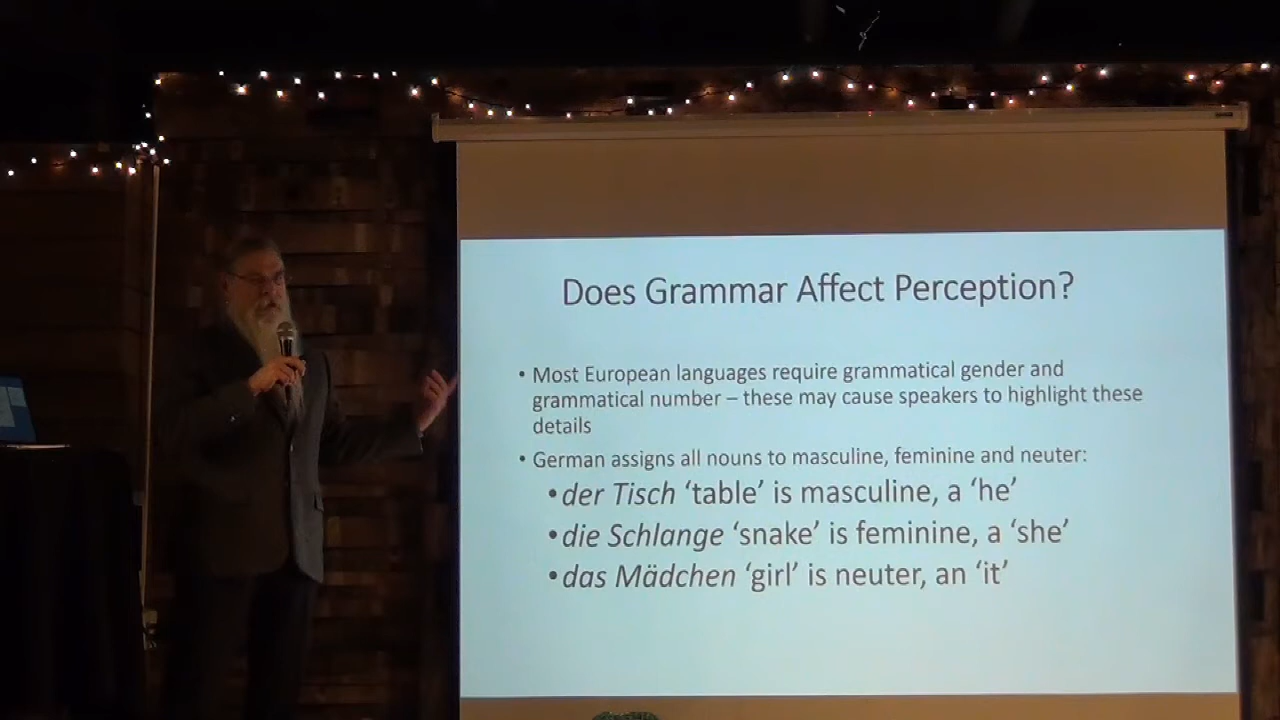 Does Grammar Affect Perception?
• Most European languages require grammatical gender and
grammatical number – these may cause speakers to highlight these
details
• German assigns all nouns to masculine, feminine and neuter:
• der Tisch ‘table’ is masculine, a ‘he’
• die Schlange ‘snake’ is feminine, a ‘she’
• das Mädchen ‘girl’ is neuter, an ‘it’